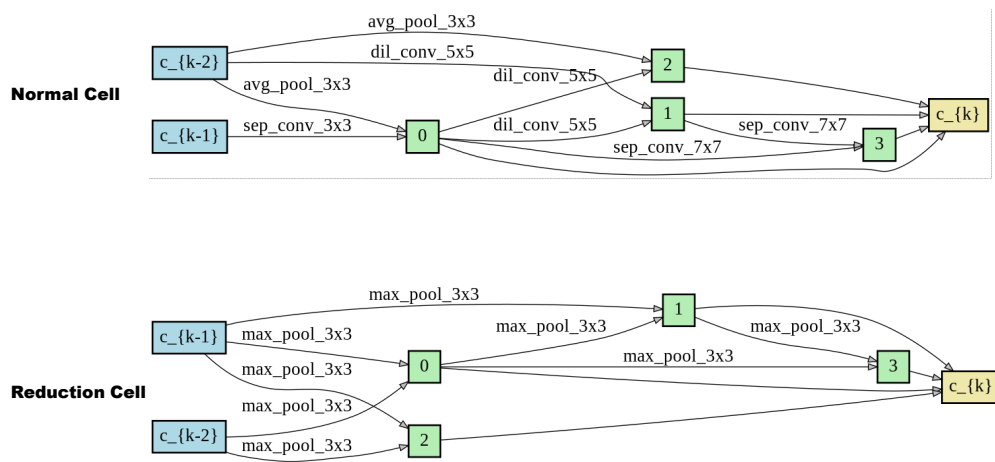 avg_pool_3x3
c_{k-2}
dil_conv_5x5
2
dil_conv_5x5
avg_pool_3x3
Normal Cell
c_{k-1}
sep_conv_3x3
0
dil_conv_5x5
1
sep_conv_7x7
c_{k}
sep_conv_7x7
3
max_pool_3x3
1
c_{k-1}
max_pool_3x3
max_pool_3x3
max_pool_3x3
0
max_pool_3x3
3
max_pool_3x3
Reduction Cell
c_{k}
max_pool_3x3
c_{k-2}
max_pool_3x3
2